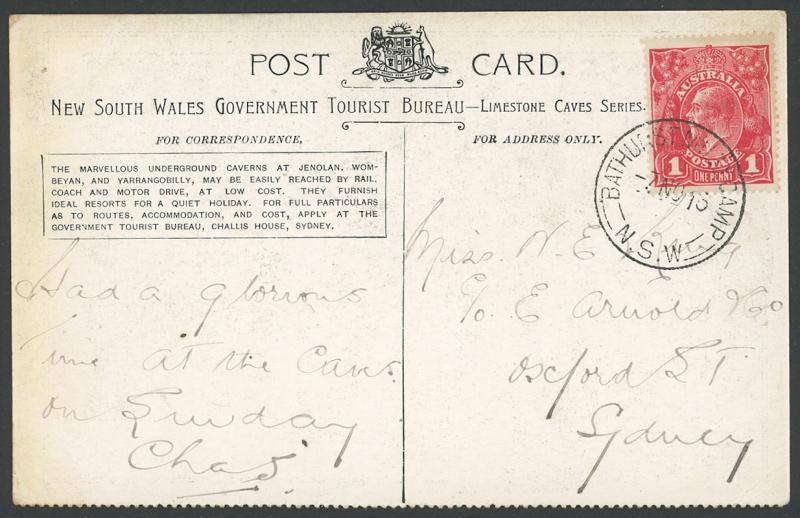 POST CARD.
NEW SOUTH WALES GOVERNMENT TOURIST BUREAU—LIMESTONE CAVES SERIES.
FOR CORRESPONDENCE,
THE MARVELLOUS UNDERGROUND CAVERNS AT JENOLAN, WOM-
BEYAN, AND YARRANGOBILLY, MAY BE EASILY REACHED BY RAIL,
COACH AND MOTOR DRIVE, AT LOW COST. THEY FURNISH
IDEAL RESORTS FOR A QUIET HOLIDAY. FOR FULL PARTICULARS
AS TO ROUTES, ACCOMMODATION, AND COST, APPLY AT THE
GOVERNMENT TOURIST BUREAU, CHALLIS HOUSE, SYDNEY.
Had a glorious
time at the Caves
on Sunday
Chas
FOR ADDRESS ONLY.
AUSTRALIA
1 POSTAGE 1
ONE PENNY
BATHURST CAMP
N.S.W
Miss N. E
C/o E Arnold & Co
Oxford St
Sydney